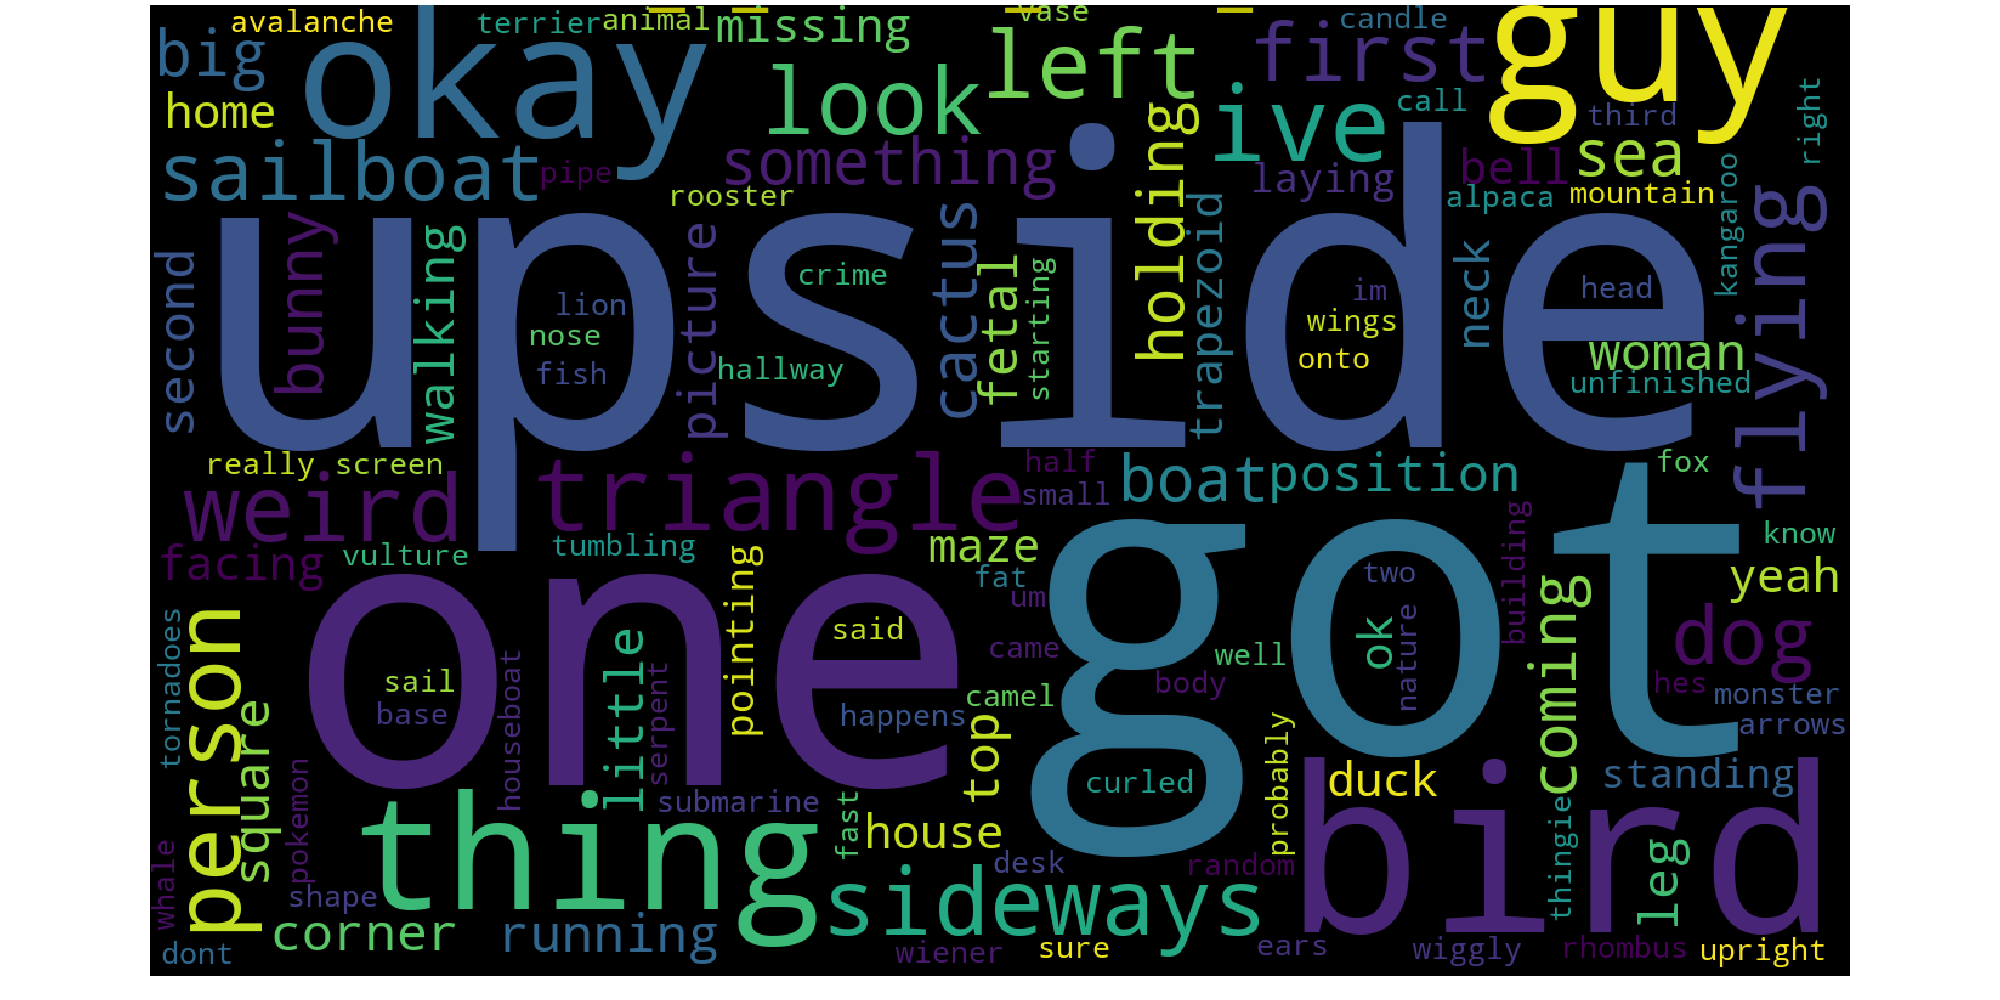 avalanche
terrier
animal
missing
vase
candle
guy
big
okay
left
first
home
look
ive
call
third
right
sailboat
pipe
something
holding
laying
bell
sea
rooster
alpaca
mountain
kangaroo
flying
upside
second
bunny
walking
picture
crime
cactus
fetal
starting
trapezoid
neck
lion
nose
fish
hallway
im
wings
onto
head
woman
unfinished
really
screen
weird
triangle
half
small
boat
position
fox
facing
vulture
tumbling
pointing
maze
fat
um
got
two
ok
nature
building
know
yeah
coming
tornadoes
person
one
said
came
well
dog
square
sail
base
houseboat
little
serpent
happens
camel
body
hes
monster
arrows
top
curled
probably
bird
duck
standing
pokemon
thing
submarine
fast
house
desk
random
thingie
leg
whale
shape
corner
running
sideways
dont
wiener
sure
ears
wiggly
rhombus
upright